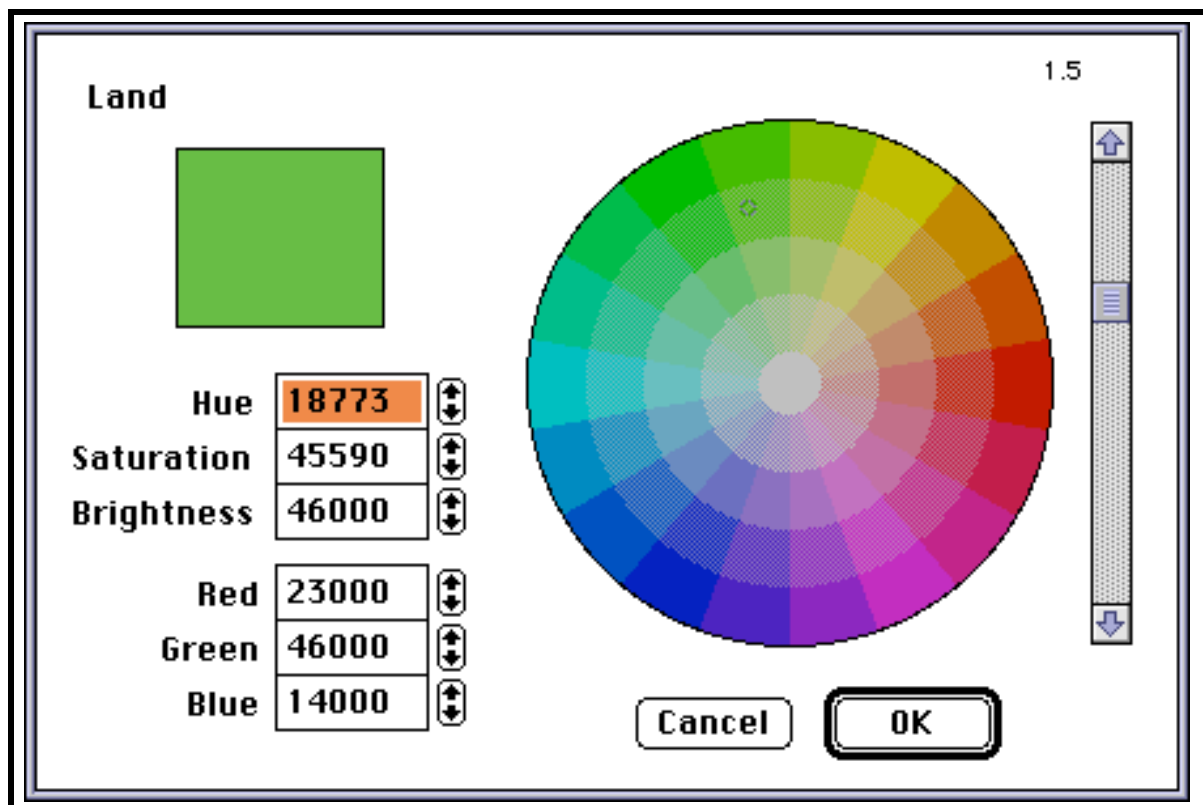 1.5
Land
Hue 18773
Saturation 45590
Brightness 46000
Red 23000
Green 46000
Blue 14000
Cancel OK